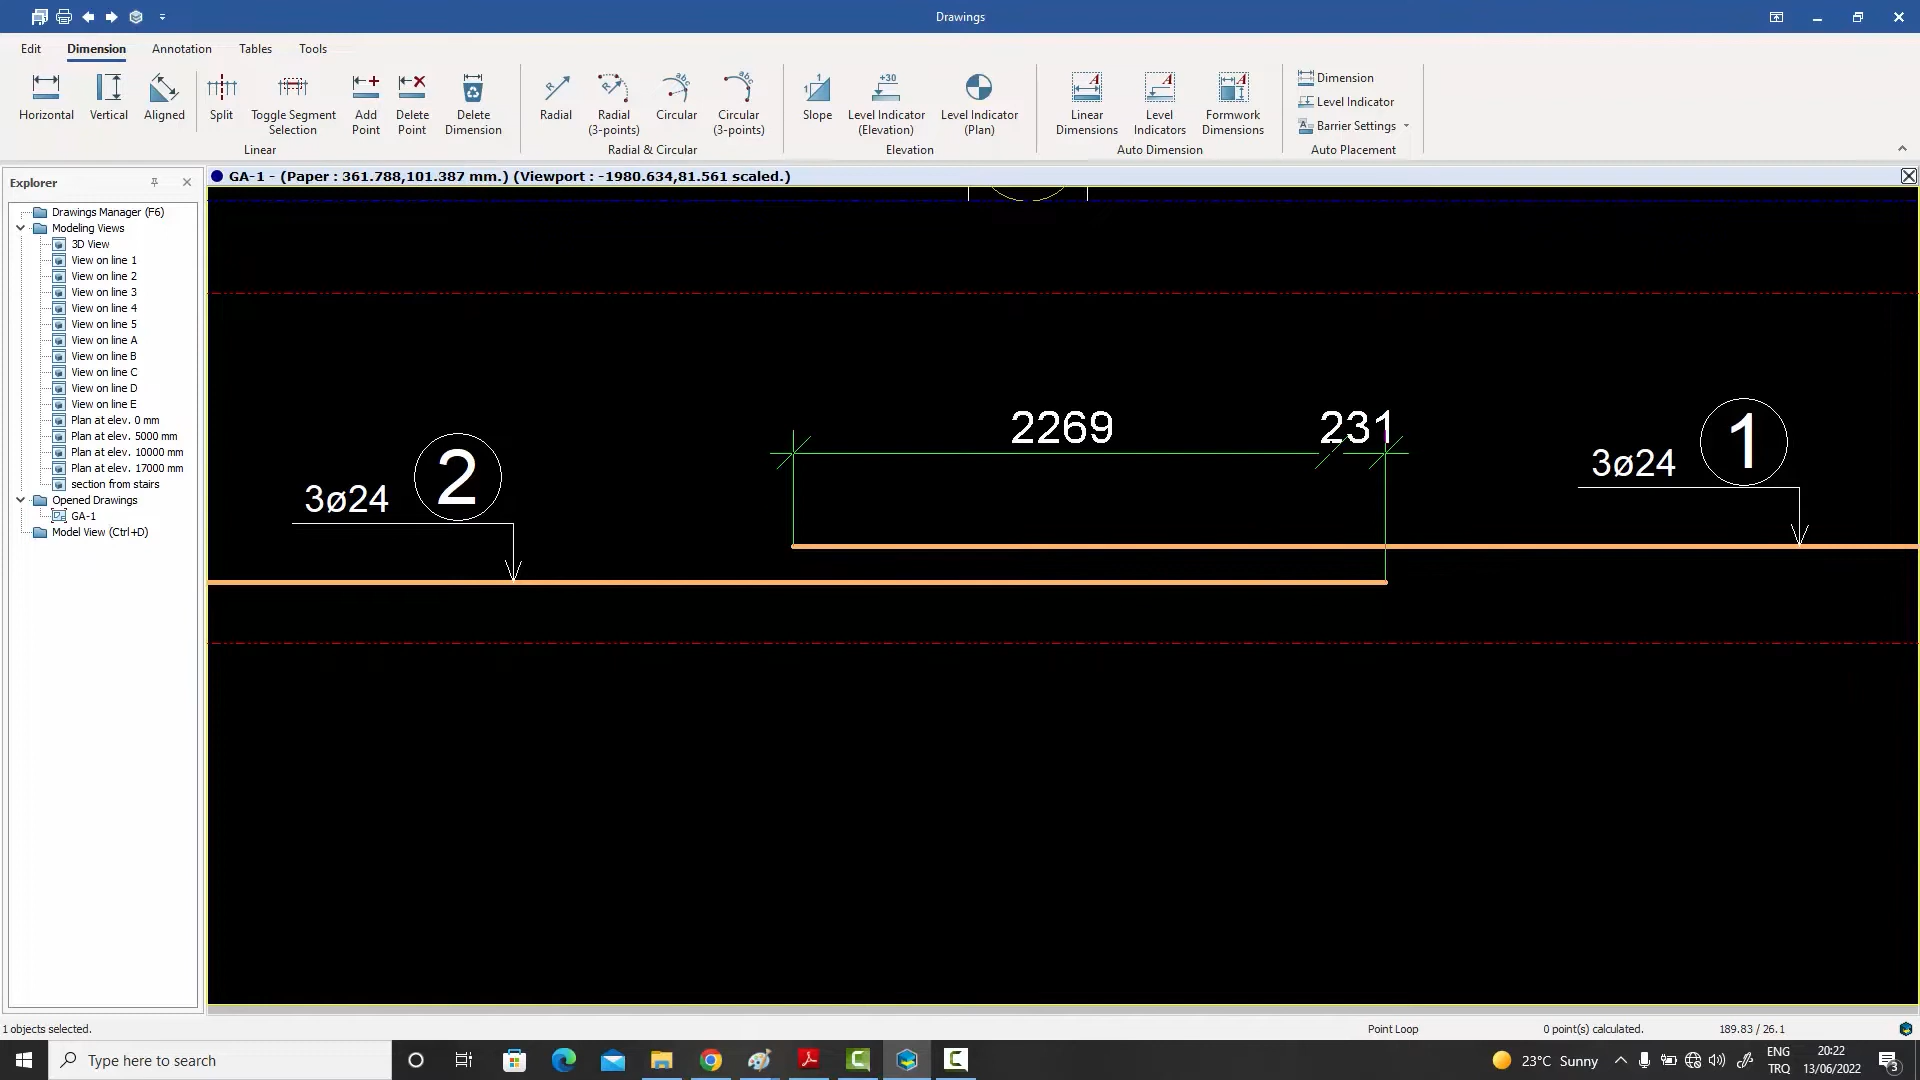 Drawings
Edit
Dimension
Annotation
Tables
Tools
Horizontal
Vertical
Aligned
Split
Toggle Segment
Selection
Add
Point
Delete
Point
Delete
Dimension
Linear
Radial
Radial
(3-points)
Circular
Circular
(3-points)
Radial & Circular
Slope
Level Indicator
(Elevation)
Level Indicator
(Plan)
Elevation
Linear
Dimensions
Level
Indicators
Formwork
Dimensions
Auto Dimension
Dimension
Level Indicator
Barrier Settings
Auto Placement
Explorer
GA-1 - (Paper : 361.788,101.387 mm.) (Viewport : -1980.634,81.561 scaled.)
Drawings Manager (F6)
Modeling Views
3D View
View on line 1
View on line 2
View on line 3
View on line 4
View on line 5
View on line A
View on line B
View on line C
View on line D
View on line E
Plan at elev. 0 mm
Plan at elev. 5000 mm
Plan at elev. 10000 mm
Plan at elev. 17000 mm
section from stairs
Opened Drawings
GA-1
Model View (Ctrl+D)
2269
231
3ø24
2
3ø24
1
1 objects selected.
Point Loop
0 point(s) calculated.
189.83 / 26.1
Type here to search
23°C Sunny
ENG
TRQ
20:22
13/06/2022
3